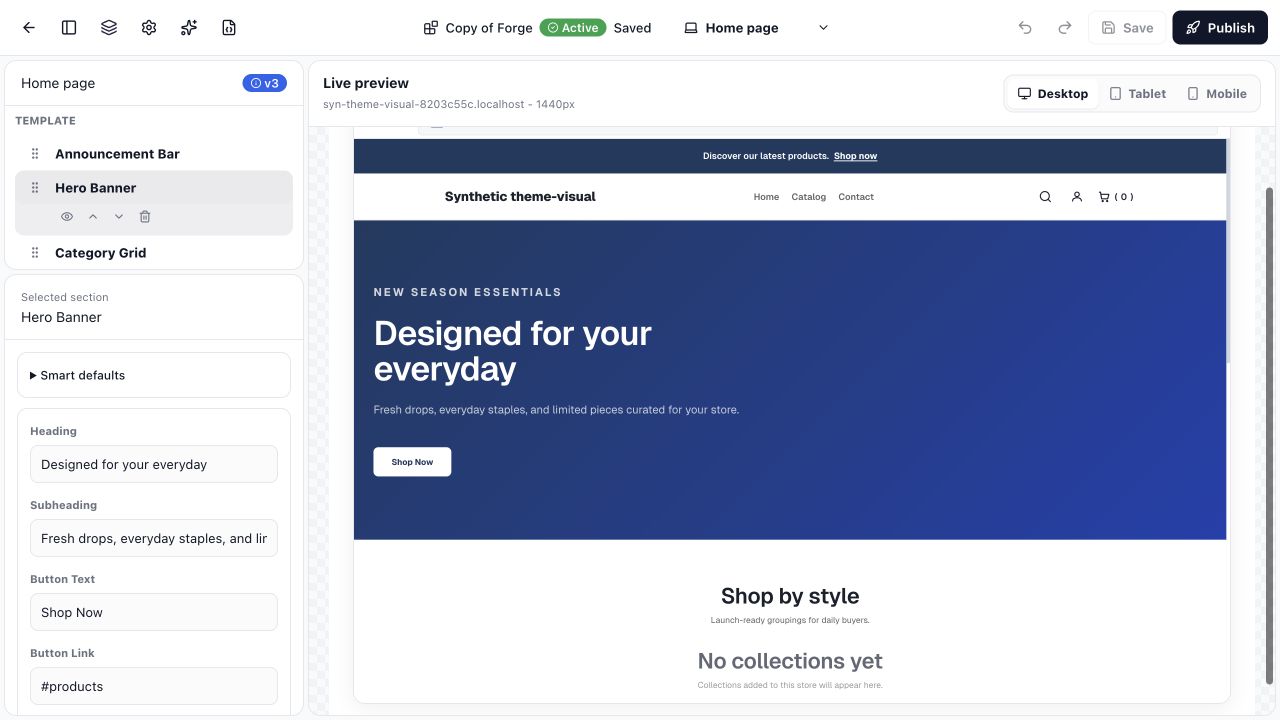 Copy of Forge
Active
Saved
Home page
Save
Publish
Home page
v3
TEMPLATE
Announcement Bar
Hero Banner
Category Grid
Selected section
Hero Banner
Smart defaults
Heading
Designed for your everyday
Subheading
Fresh drops, everyday staples, and lir
Button Text
Shop Now
Button Link
#products
Live preview
syn-theme-visual-8203c55c.localhost - 1440px
Desktop
Tablet
Mobile
Discover our latest products. Shop now
Synthetic theme-visual
Home
Catalog
Contact
( 0 )
NEW SEASON ESSENTIALS
Designed for your
everyday
Fresh drops, everyday staples, and limited pieces curated for your store.
Shop Now
Shop by style
Launch-ready groupings for daily buyers.
No collections yet
Collections added to this store will appear here.